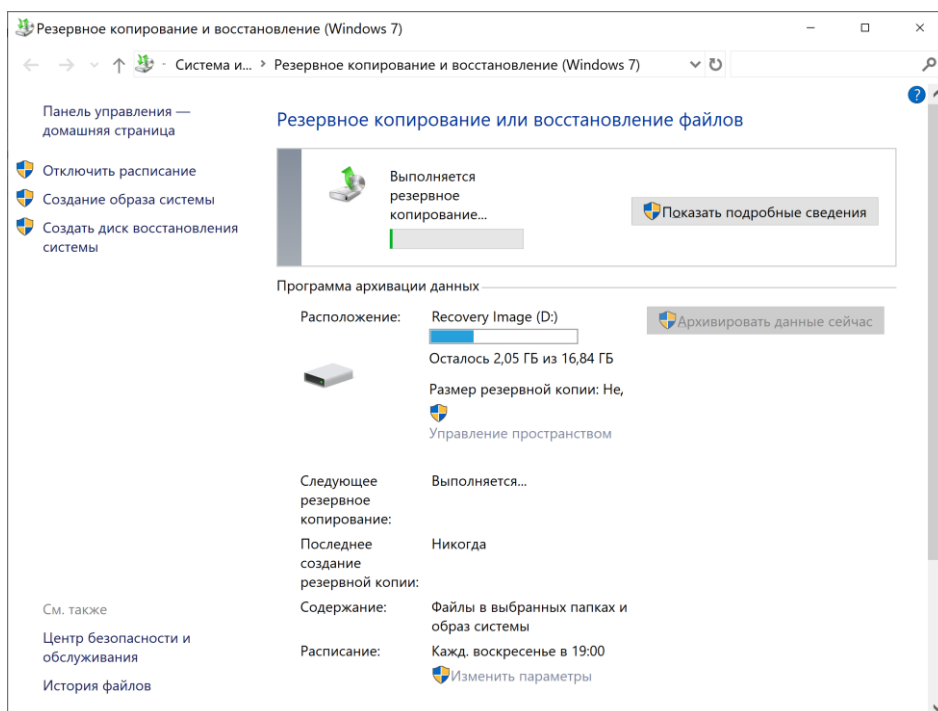 Резервное копирование и восстановление (Windows 7)
Система и... > Резервное копирование и восстановление (Windows 7)
?
Панель управления —
домашняя страница
Отключить расписание
Создание образа системы
Создать диск восстановления
системы
Резервное копирование или восстановление файлов
Выполняется
резервное
копирование...
Показать подробные сведения
Программа архивации данных
Расположение:
Recovery Image (D:)
Архивировать данные сейчас
Осталось 2,05 ГБ из 16,84 ГБ
Размер резервной копии: Не,
Управление пространством
Следующее
резервное
копирование:
Выполняется...
Последнее
создание
резервной копии:
Никогда
Содержание:
Файлы в выбранных папках и
образ системы
Расписание:
Кажд. воскресенье в 19:00
Изменить параметры
См. также
Центр безопасности и
обслуживания
История файлов